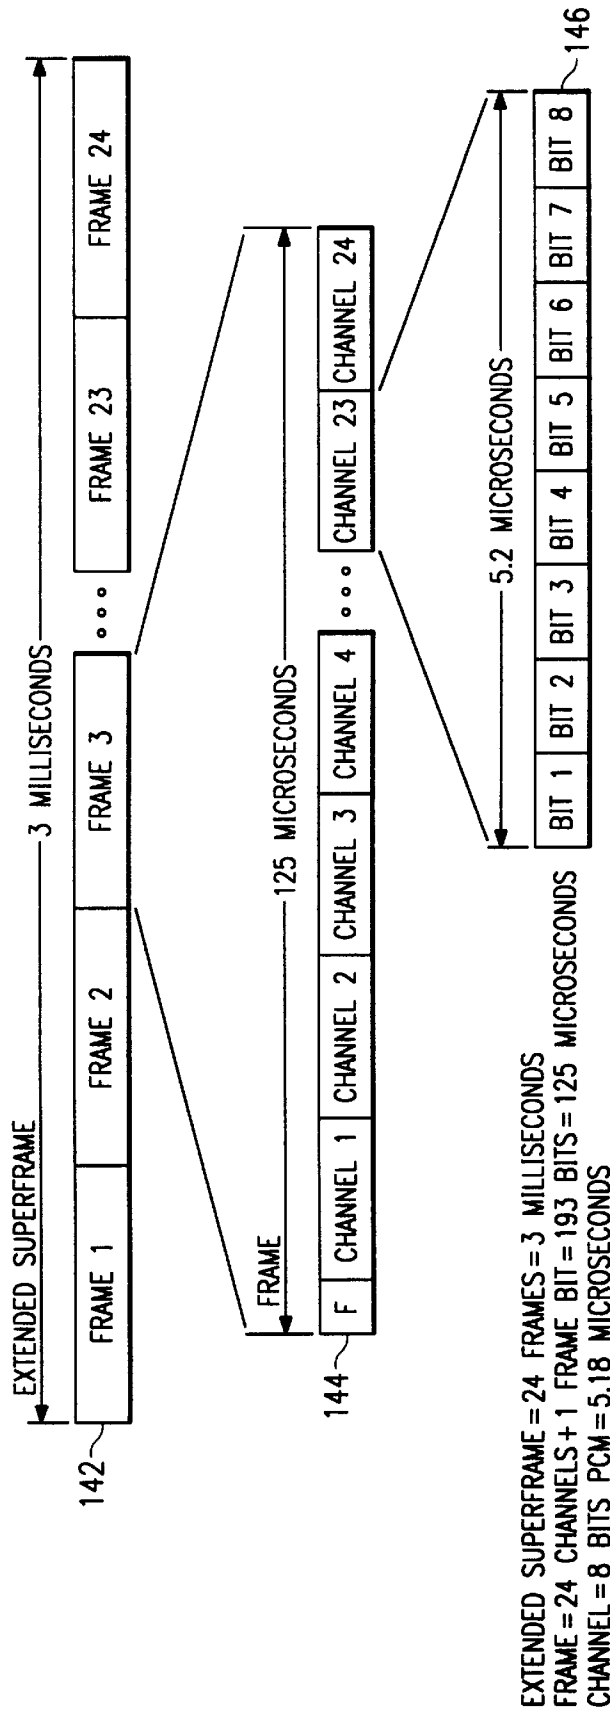 EXTENDED SUPERFRAME
3 MILLISECONDS
FRAME 1 FRAME 2 FRAME 3 FRAME 23 FRAME 24
142
FRAME
125 MICROSECONDS
F CHANNEL 1 CHANNEL 2 CHANNEL 3 CHANNEL 4 CHANNEL 23 CHANNEL 24
144
5.2 MICROSECONDS
BIT 1 BIT 2 BIT 3 BIT 4 BIT 5 BIT 6 BIT 7 BIT 8
146
EXTENDED SUPERFRAME=24 FRAMES=3 MILLISECONDS
FRAME=24 CHANNELS+1 FRAME BIT=193 BITS=125 MICROSECONDS
CHANNEL=8 BITS PCM=5.18 MICROSECONDS